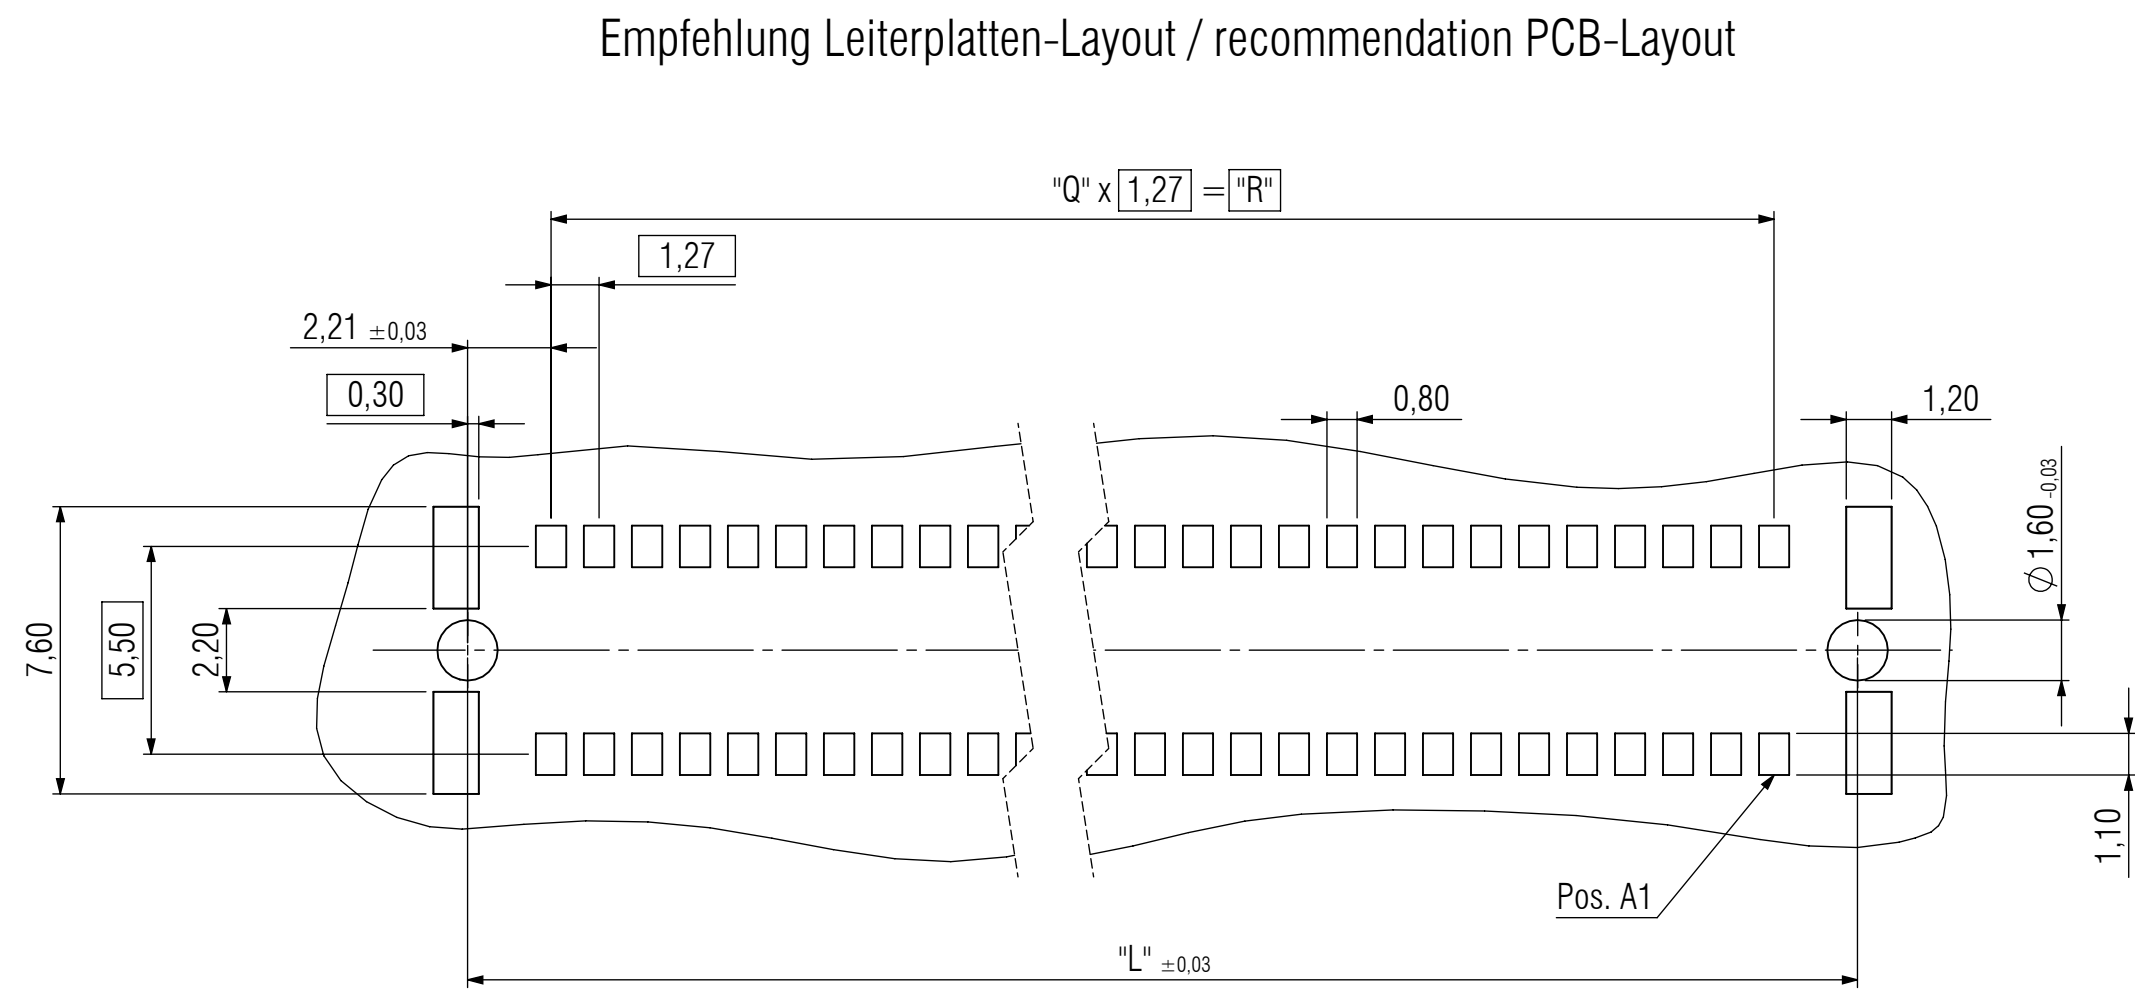 Empfehlung Leiterplatten-Layout / recommendation PCB-Layout
"Q" x 1,27 = "R"
1,27
2,21 ±0,03
0,30
0,80
1,20
Ø 1,60 -0,03
7,60
5,50
2,20
1,10
Pos. A1
"L" ±0,03